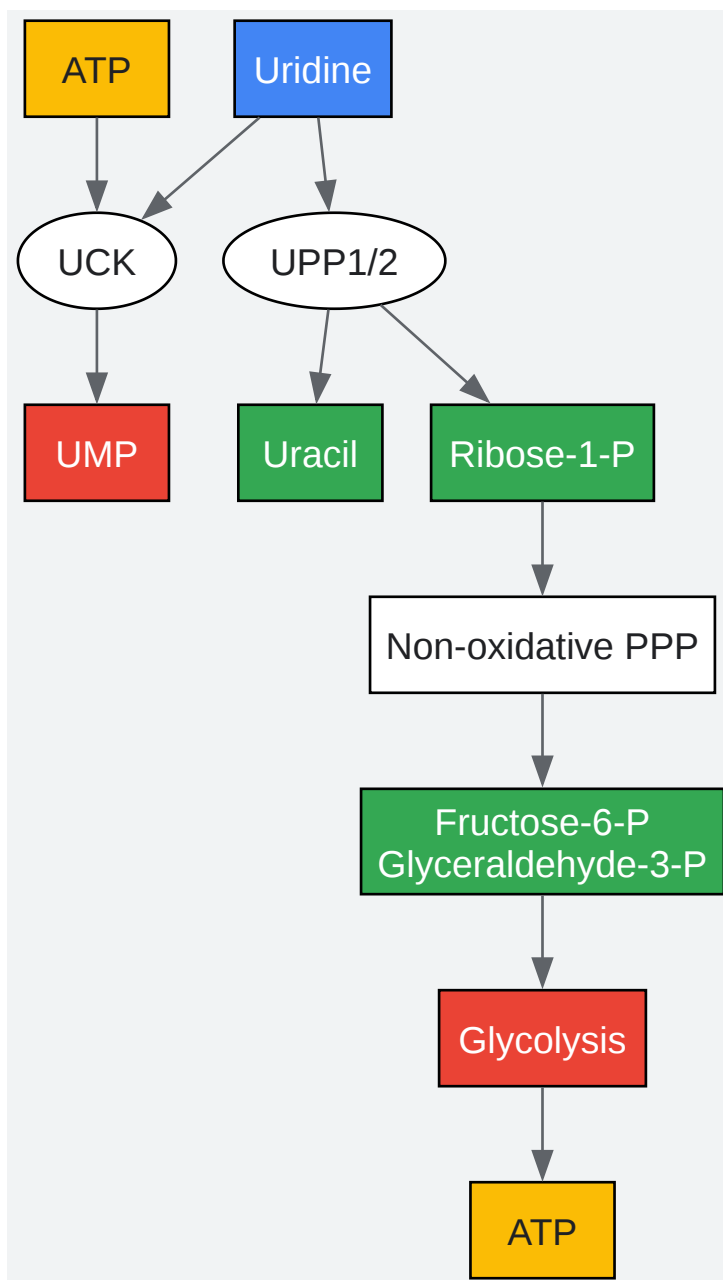 ATP
Uridine
UCK
UPP1/2
UMP
Uracil
Ribose-1-P
Non-oxidative PPP
Fructose-6-P
Glyceraldehyde-3-P
Glycolysis
ATP